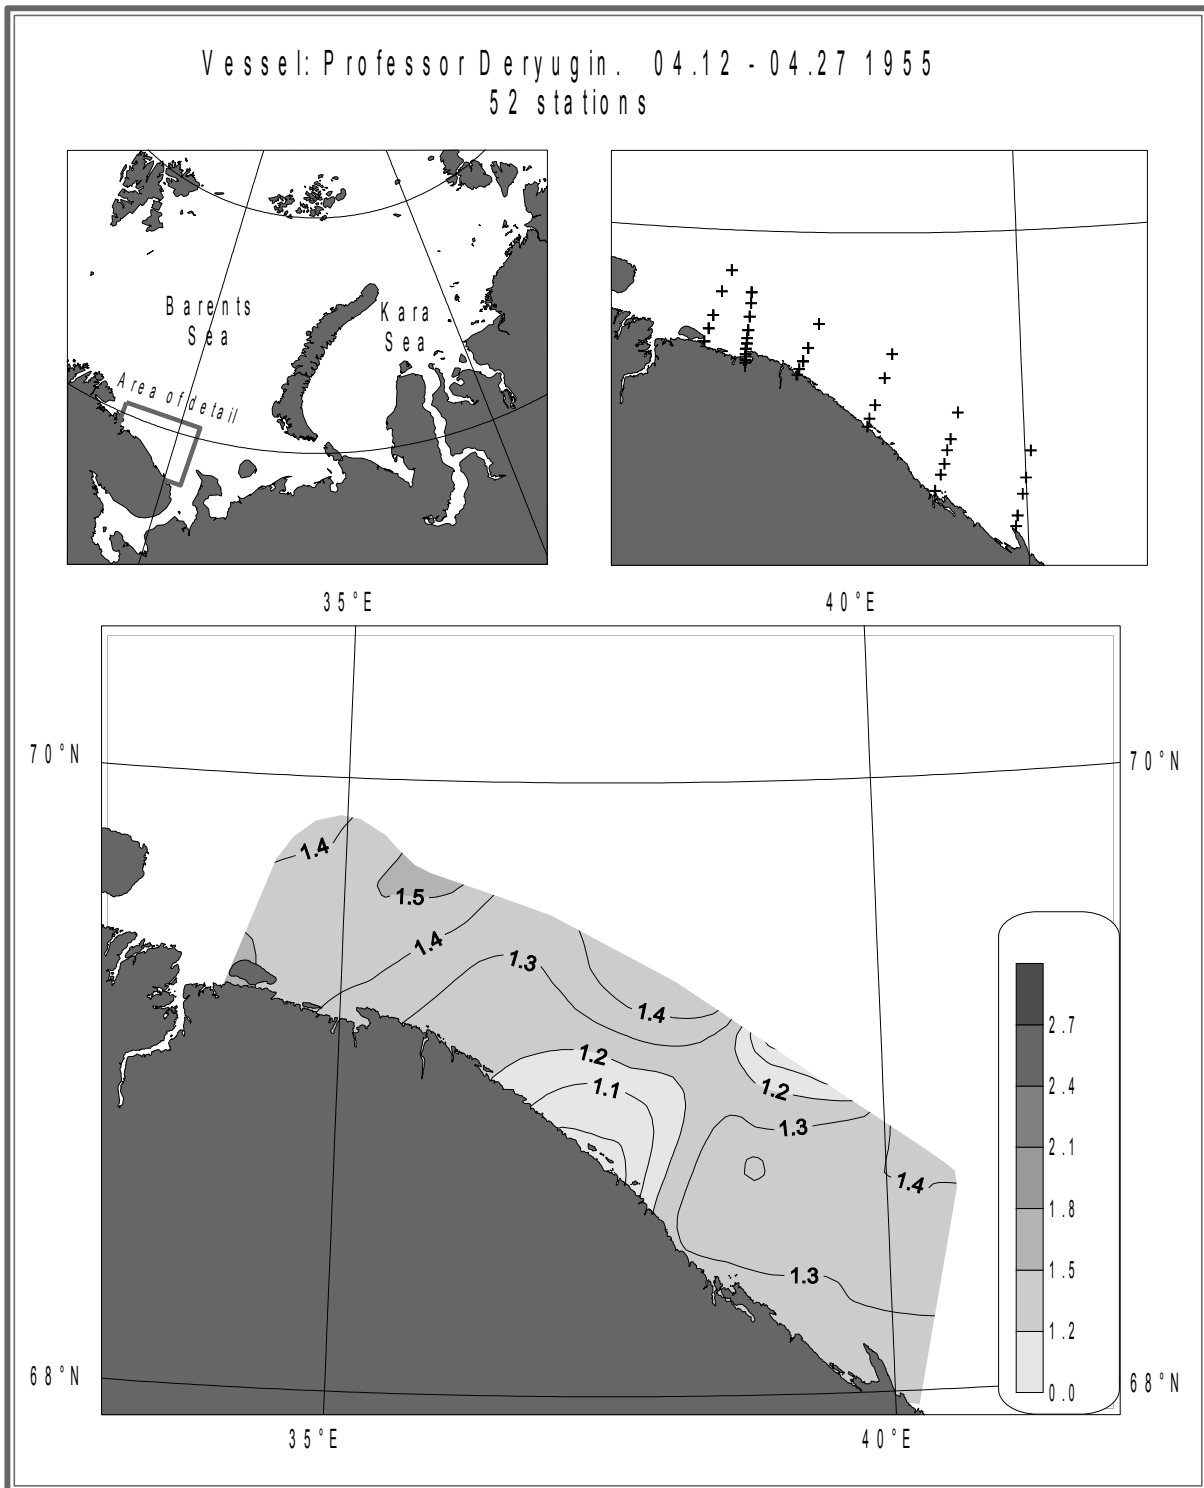 Vessel: Professor Deryugin. 04.12 - 04.27 1955
52 stations
Barents
Sea
Kara
Sea
Area of detail
35°E
40°E
70°N
70°N
1.4
1.5
1.4
1.3
1.4
1.2
1.1
1.2
1.3
1.4
1.3
2.7
2.4
2.1
1.8
1.5
1.2
0.0
68°N
68°N
35°E
40°E